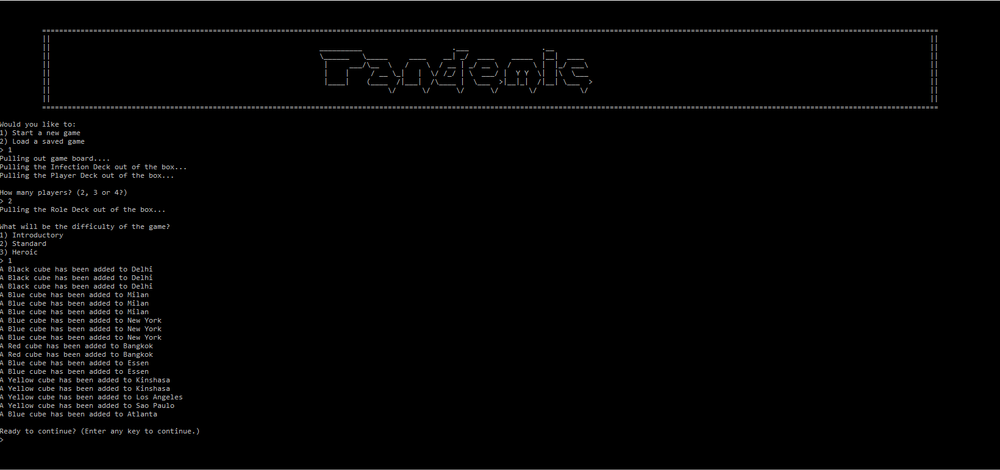 Pandemic
Would you like to:
1) Start a new game
2) Load a saved game
> 1
Pulling out game board....
Pulling the Infection Deck out of the box...
Pulling the Player Deck out of the box...
How many players? (2, 3 or 4?)
> 2
Pulling the Role Deck out of the box...
What will be the difficulty of the game?
1) Introductory
2) Standard
3) Heroic
> 1
A Black cube has been added to Delhi
A Black cube has been added to Delhi
A Black cube has been added to Delhi
A Blue cube has been added to Milan
A Blue cube has been added to Milan
A Blue cube has been added to Milan
A Blue cube has been added to New York
A Blue cube has been added to New York
A Blue cube has been added to New York
A Red cube has been added to Bangkok
A Red cube has been added to Bangkok
A Blue cube has been added to Essen
A Blue cube has been added to Essen
A Yellow cube has been added to Kinshasa
A Yellow cube has been added to Kinshasa
A Yellow cube has been added to Los Angeles
A Yellow cube has been added to Sao Paulo
A Blue cube has been added to Atlanta
Ready to continue? (Enter any key to continue.)
>